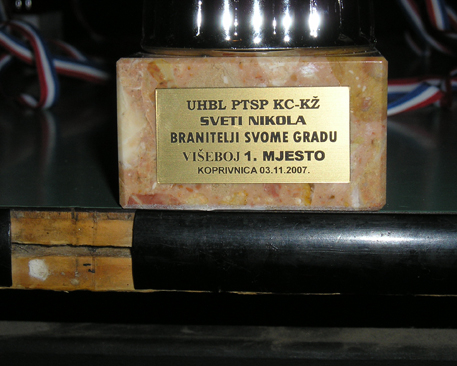 UHBL PTSP KC-KŽ
SVETI NIKOLA
BRANITELJI SVOME GRADU
VIŠEBOJ 1. MJESTO
KOPRIVNICA 03.11.2007.